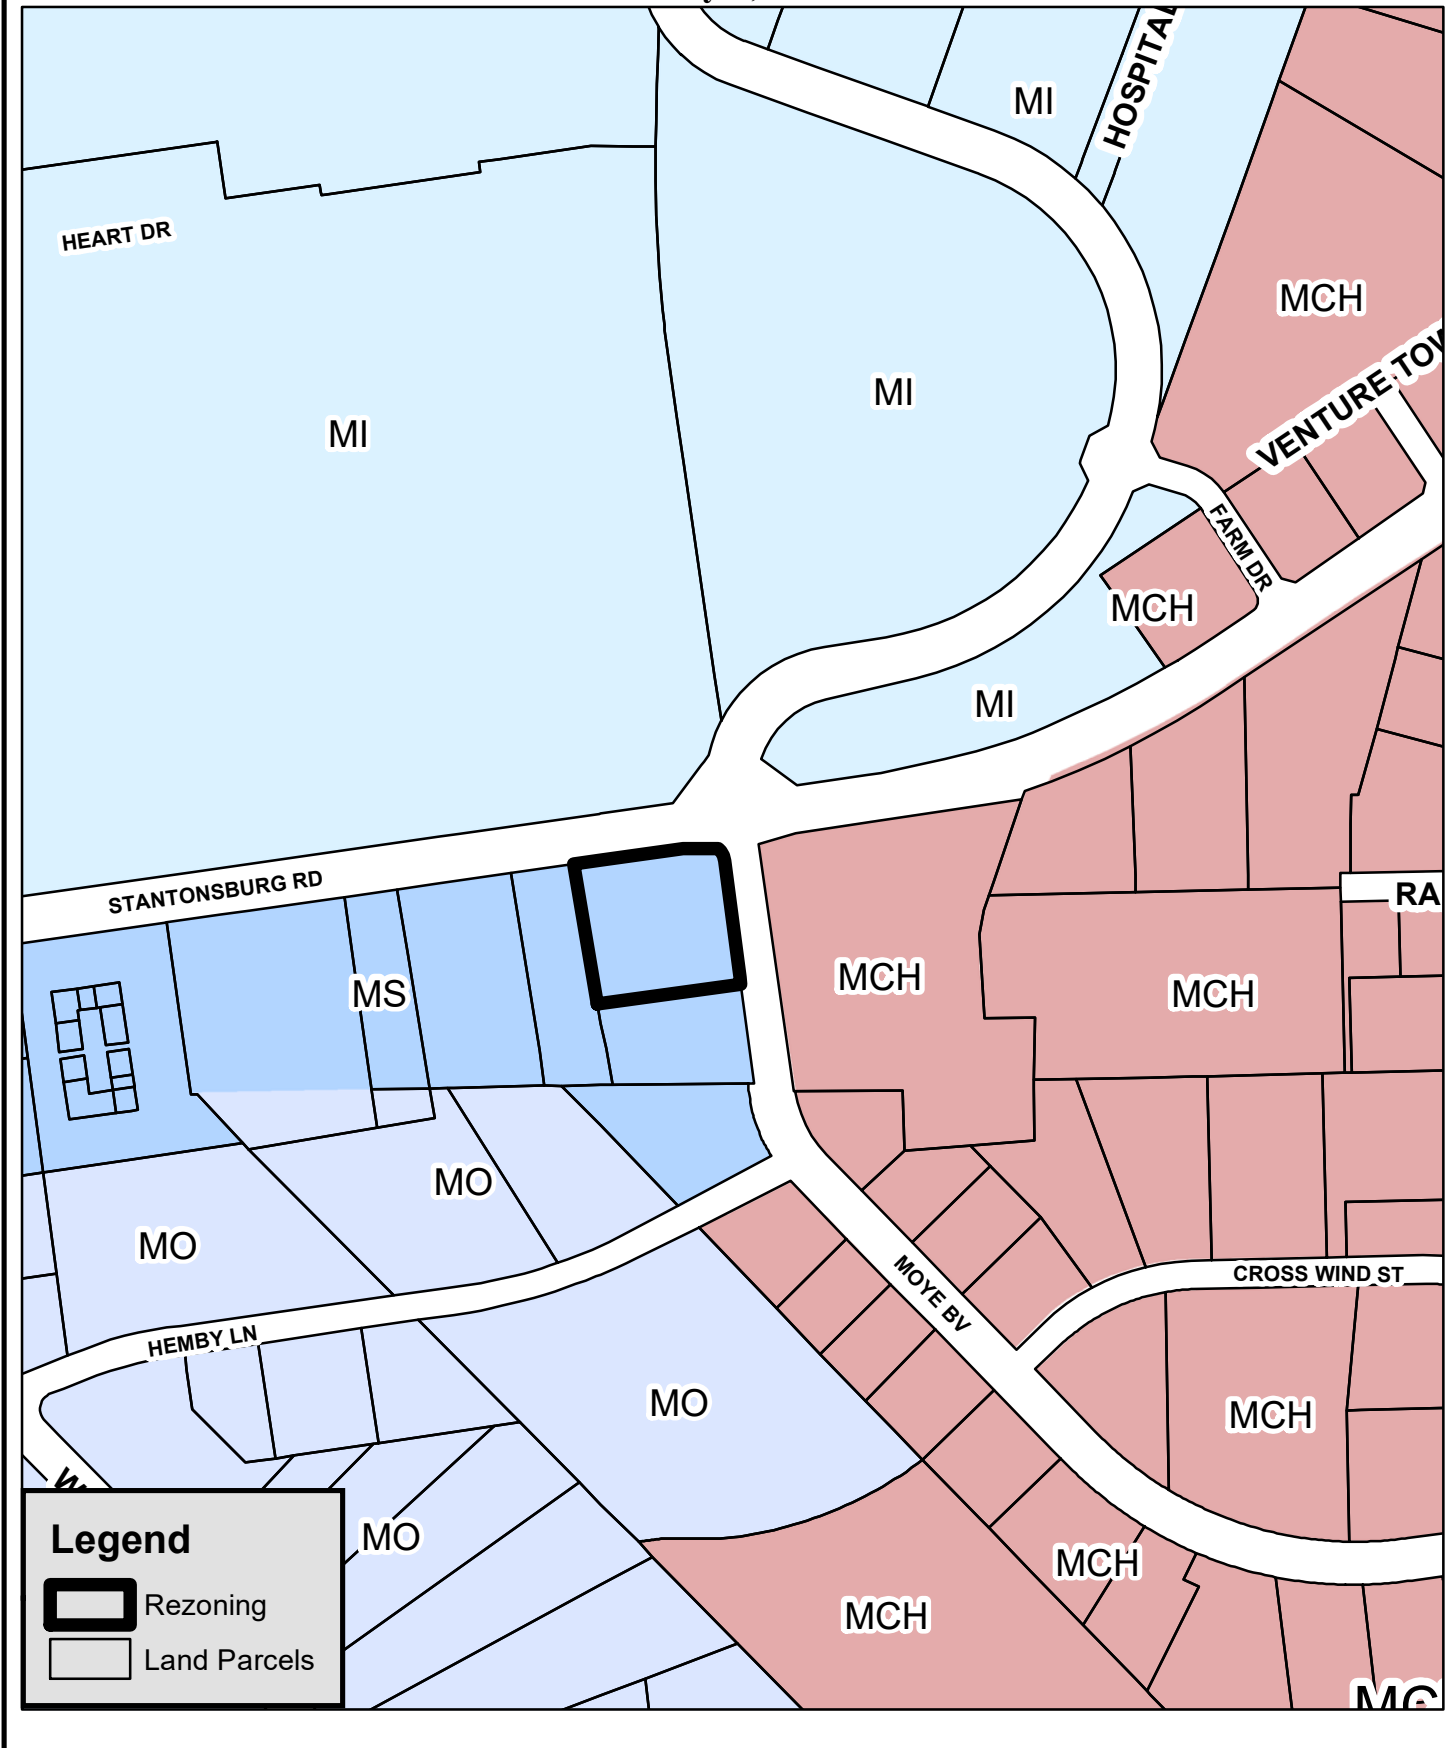 HOSPITAL
MI
HEART DR
MCH
VENTURE TOW
MI
MI
FARM DR
MCH
MI
STANTONSBURG RD
RA
MCH
MS
MCH
MO
MO
CROSS WIND ST
MOYE BV
HEMBY LN
MO
MCH
W
MO
MCH
MCH
MC
Legend
Rezoning
Land Parcels